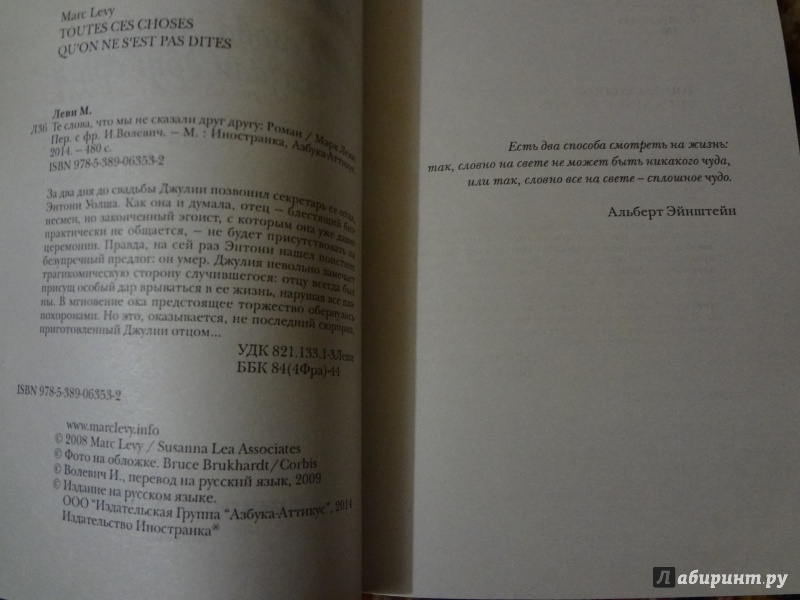 Marc Levy
TOUTES CES CHOSES
QU'ON NE S'EST PAS DITES
Леви М.
Л36 Те слова, что мы не сказали друг другу: Роман / Марк Леви.
Пер. с фр. И.Волевич. – М. : Иностранка, Азбука-Аттикус,
2014. – 480 с.
ISBN 978-5-389-06353-2
За два дня до свадьбы Джулии позвонил секретарь ее отца,
Энтони Уолша. Как она и думала, отец – блестящий биз-
несмен, но законченный эгоист, с которым она уже давно
практически не общается, – не будет присутствовать на
церемонии. Правда, на сей раз Энтони нашел поистине
безупречный предлог: он умер. Джулия невольно замечает
трагикомическую сторону случившегося: отцу всегда был
присущ особый дар врываться в ее жизнь, нарушая все пла-
ны. В мгновение ока предстоящее торжество обернулось
похоронами. Но это, оказывается, не последний сюрприз,
приготовленный Джулии отцом...
УДК 821.133.1-3Леви
ББК 84(4Фра)-44
ISBN 978-5-389-06353-2
www.marclevy.info
© 2008 Marc Levy / Susanna Lea Associates
© Фото на обложке. Bruce Brukhardt/Corbis
© Волевич И., перевод на русский язык, 2009
© Издание на русском языке.
ООО "Издательская Группа "Азбука-Аттикус", 2014
Издательство Иностранка®
Есть два способа смотреть на жизнь:
так, словно на свете не может быть никакого чуда,
или так, словно все на свете – сплошное чудо.
Альберт Эйнштейн
Лабиринт.ру